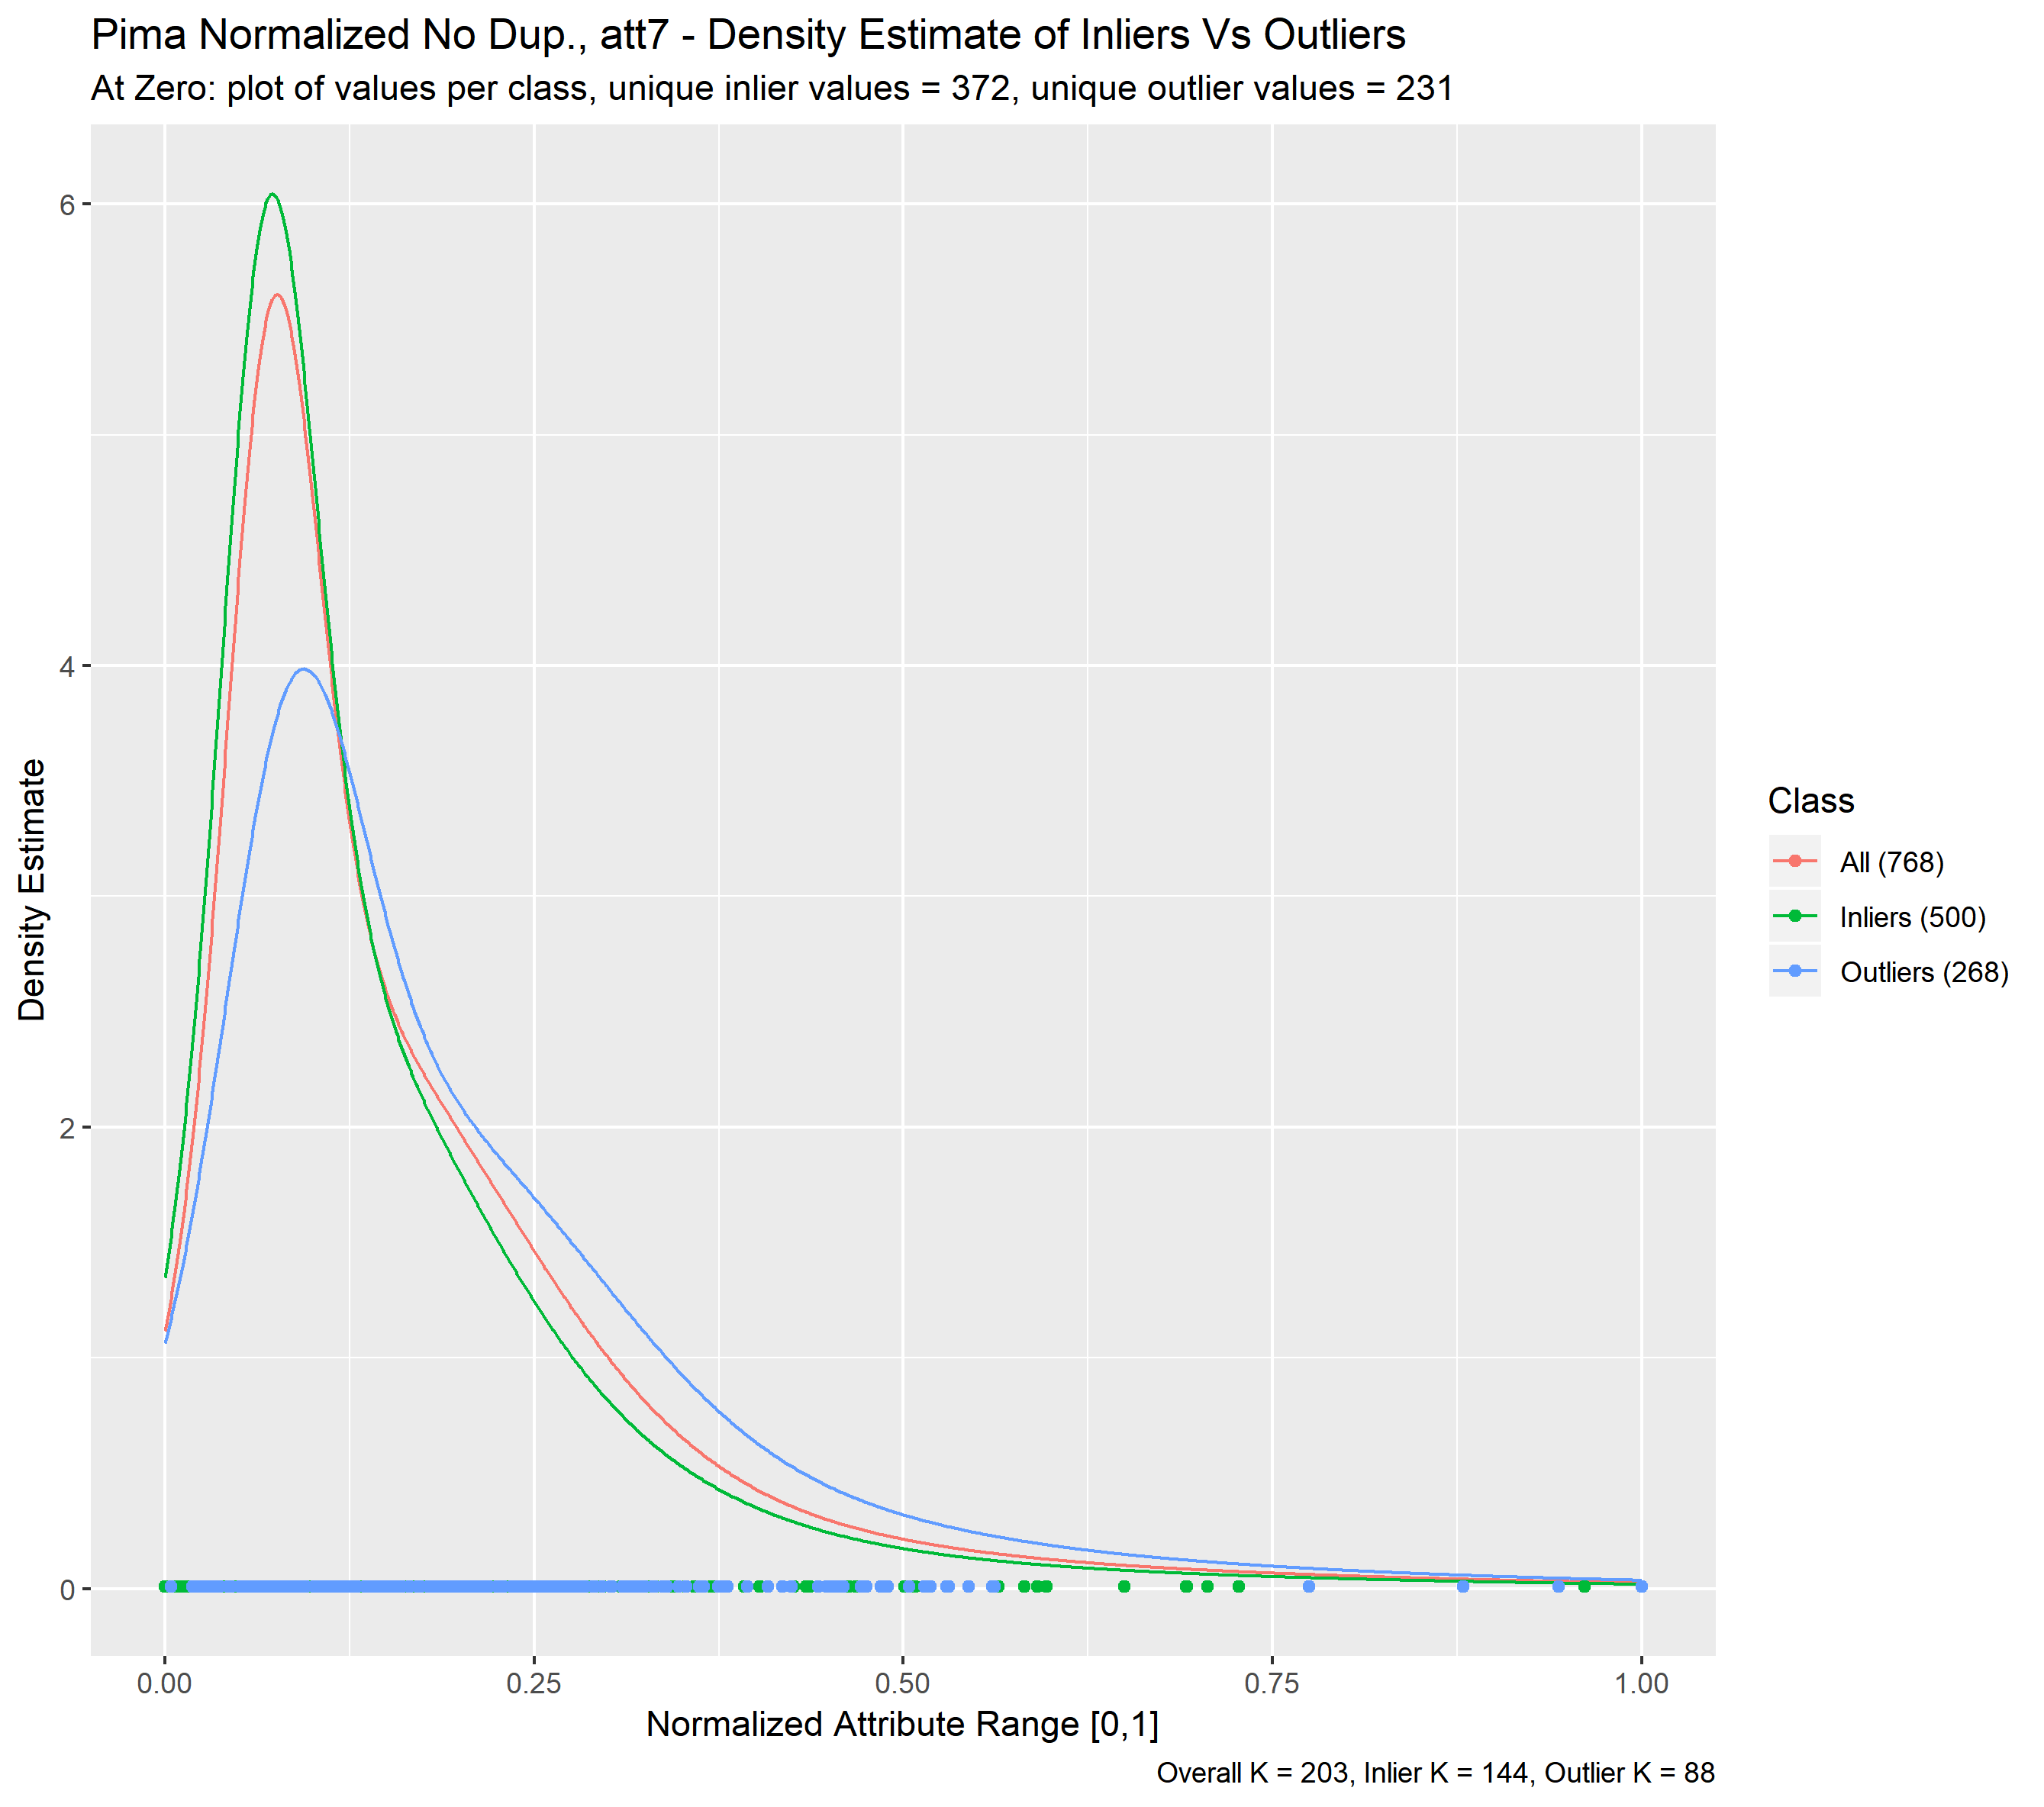 Pima Normalized No Dup., att7 - Density Estimate of Inliers Vs Outliers
At Zero: plot of values per class, unique inlier values = 372, unique outlier values = 231
6
4
2
0
Density Estimate
0.00 0.25 0.50 0.75 1.00
Normalized Attribute Range [0,1]
Overall K = 203, Inlier K = 144, Outlier K = 88
Class
All (768)
Inliers (500)
Outliers (268)